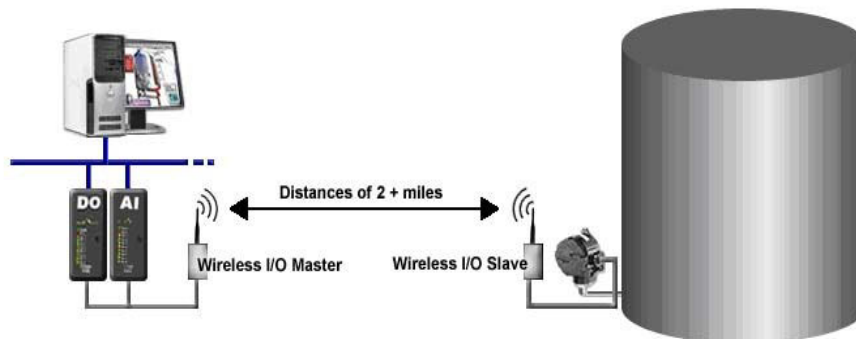 DO AI
Distances of 2 + miles
Wireless I/O Master
Wireless I/O Slave